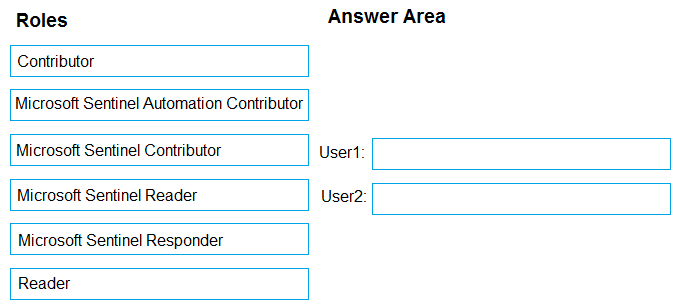 Roles
Answer Area
Contributor
Microsoft Sentinel Automation Contributor
Microsoft Sentinel Contributor
User1:
Microsoft Sentinel Reader
User2:
Microsoft Sentinel Responder
Reader